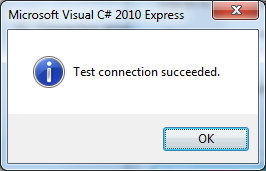 Microsoft Visual C# 2010 Express
Test connection succeeded.
OK